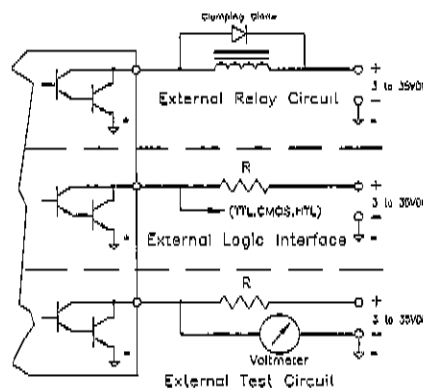 Clamping Diode
+
3 to 35VDC
-
External Relay Circuit
*
R
+
(TTL,CMOS,HTL)
3 to 35VDC
-
External Logic Interface
*
R
+
3 to 35VDC
-
Voltmeter
*
External Test Circuit